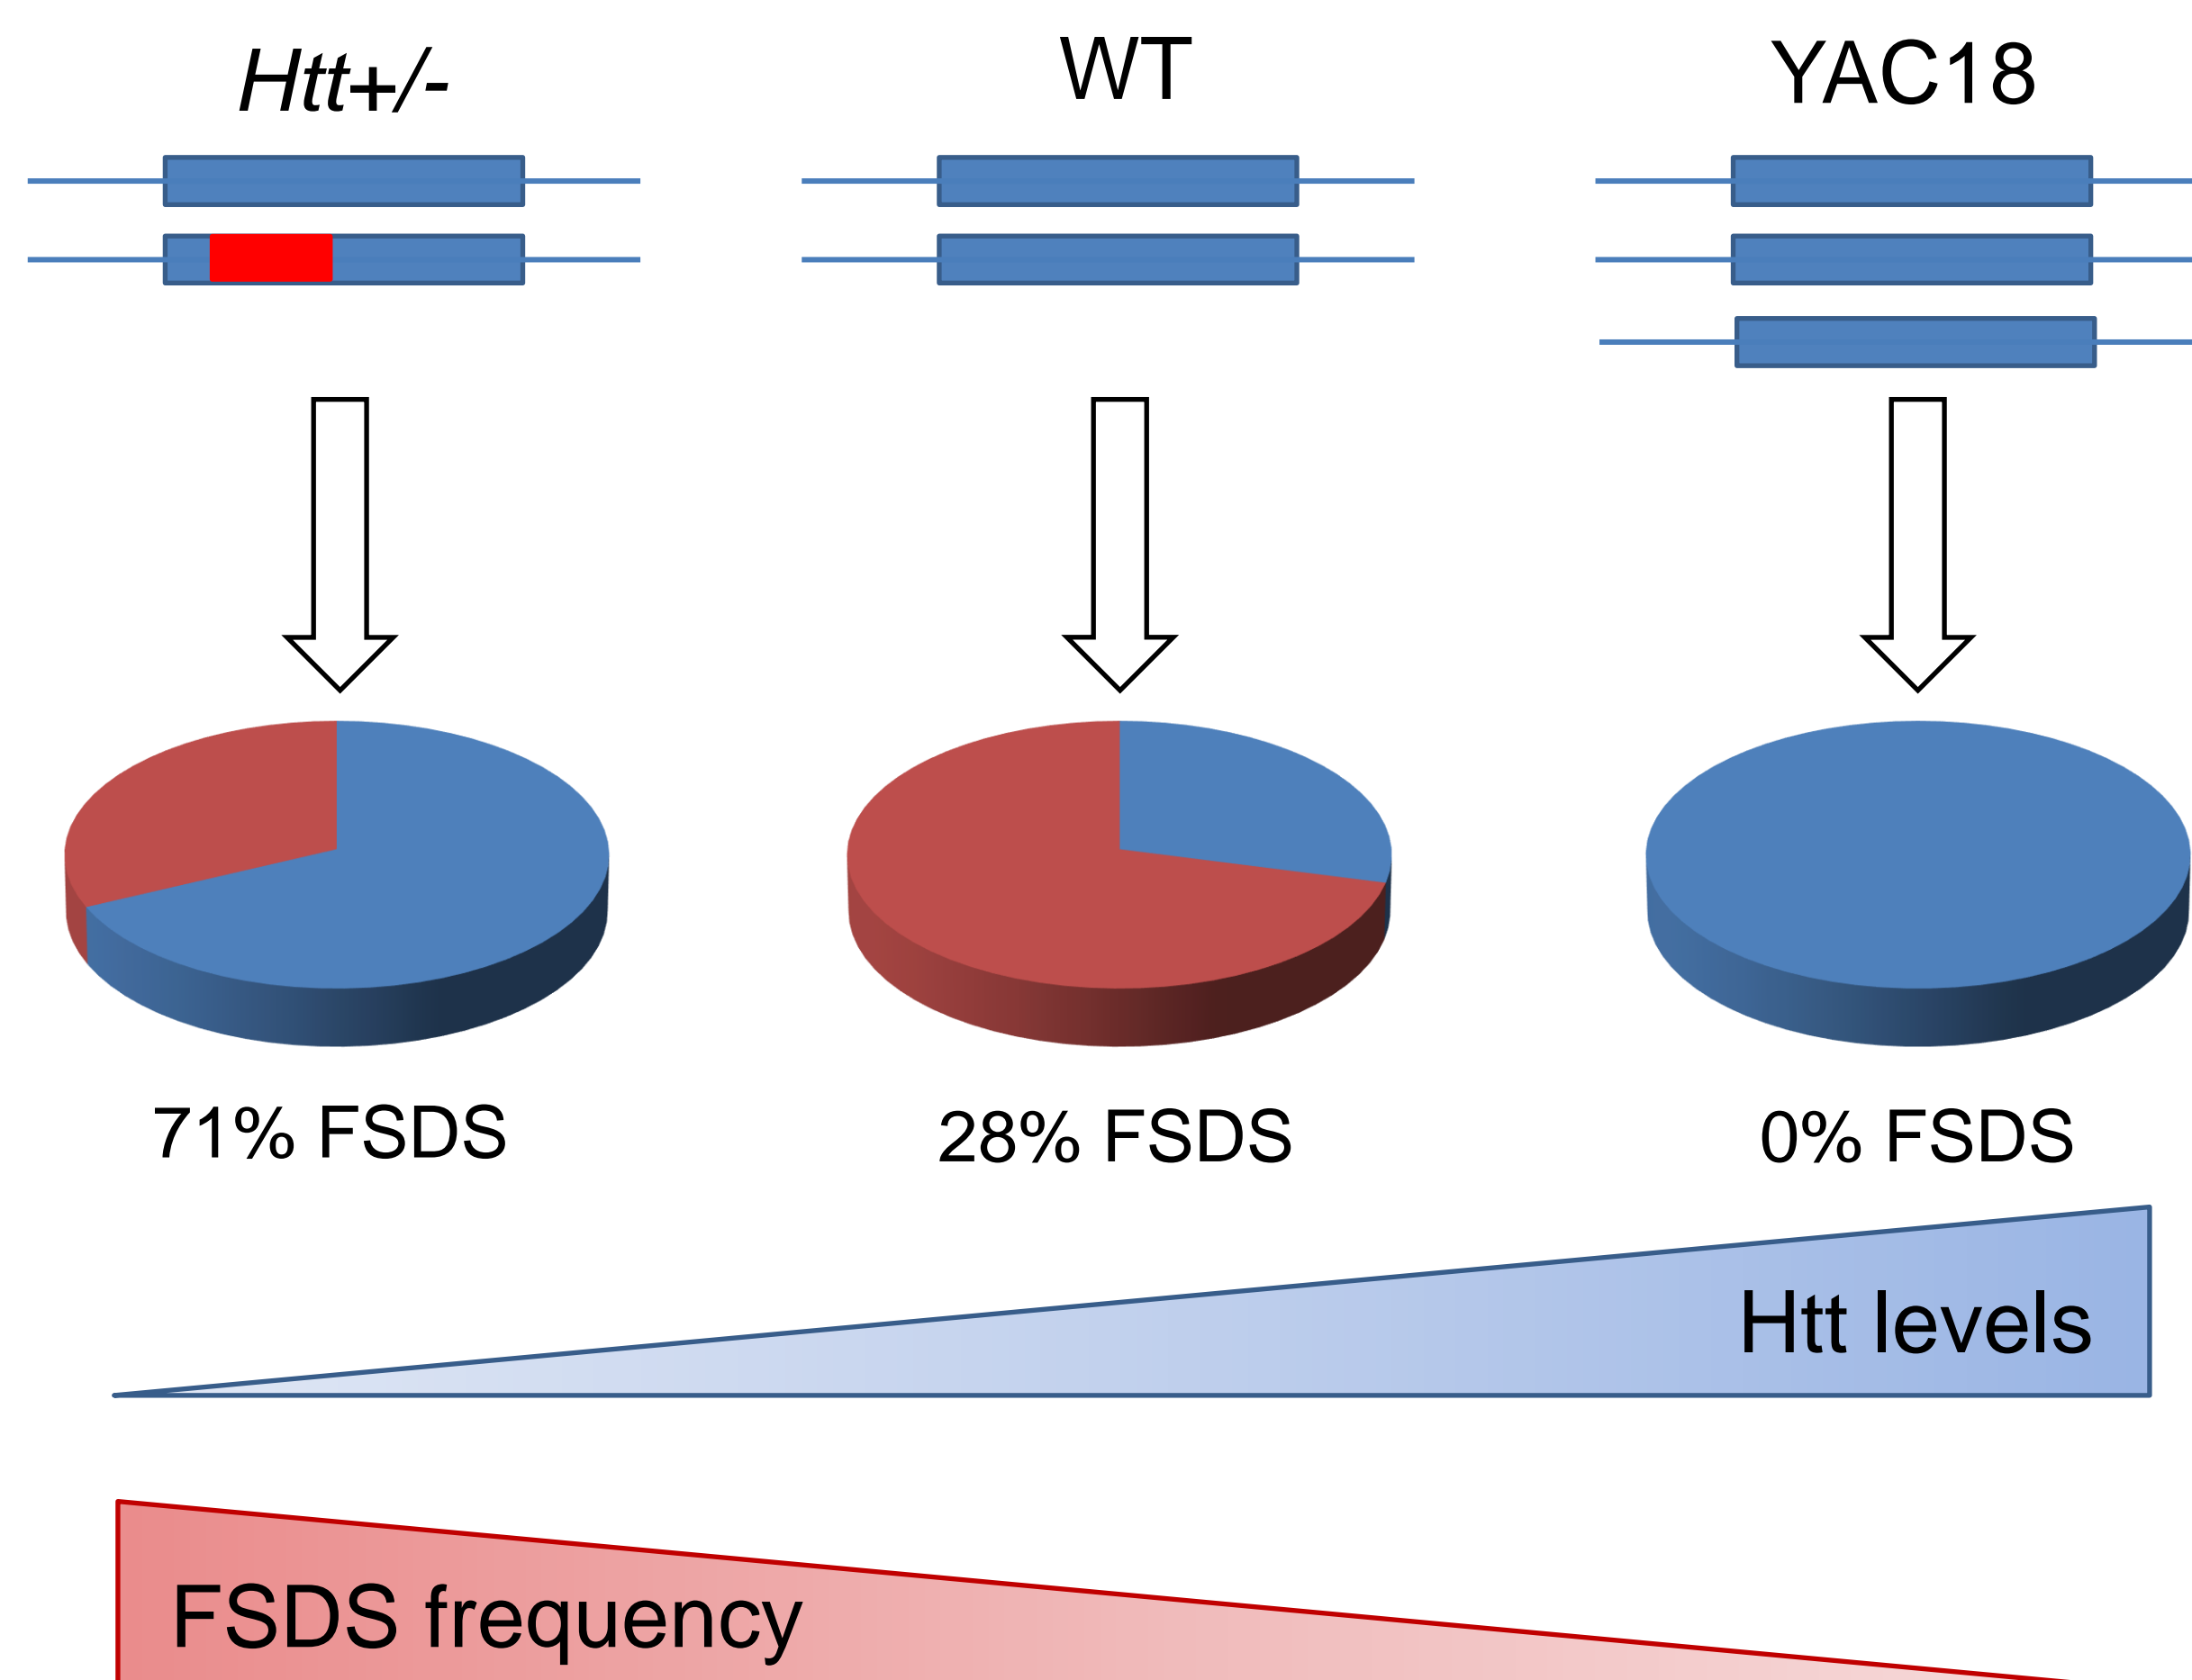 Htt+/-
WT
YAC18
71% FSDS
28% FSDS
0% FSDS
Htt levels
FSDS frequency